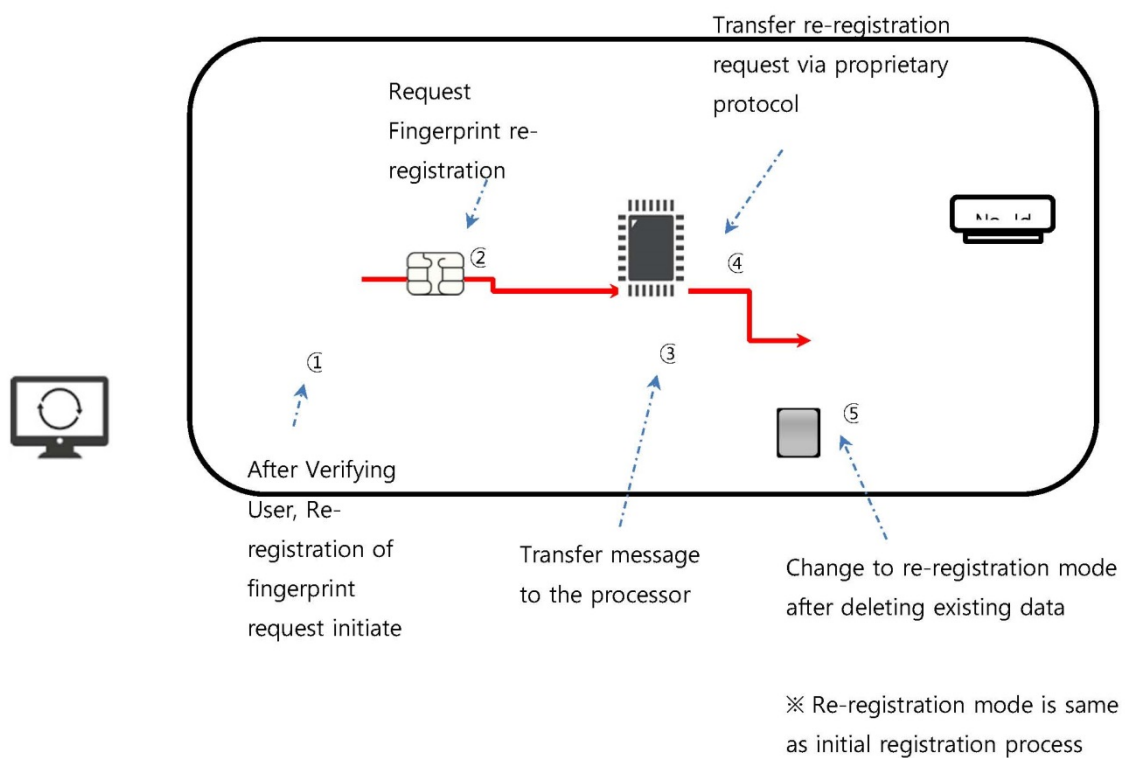 Transfer re-registration
request via proprietary
protocol
Request
Fingerprint re-
registration
②
④
③
①
⑤
After Verifying
User, Re-
registration of
fingerprint
request initiate
Transfer message
to the processor
Change to re-registration mode
after deleting existing data
※ Re-registration mode is same
as initial registration process